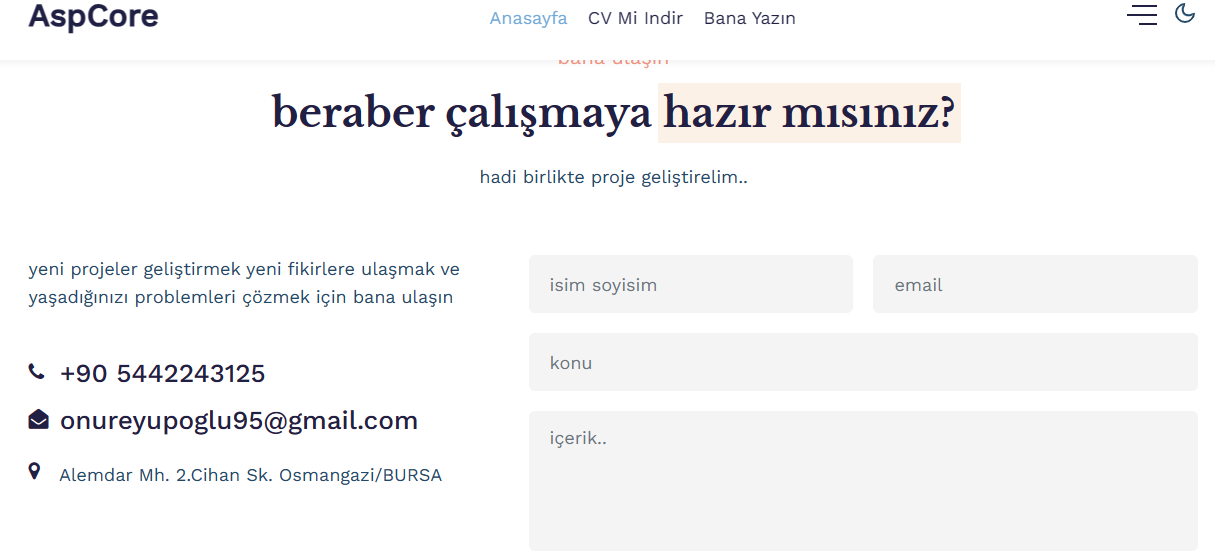 AspCore
Anasayfa CV Mi Indir Bana Yazın
bana ulaşın
beraber çalışmaya hazır mısınız?
hadi birlikte proje geliştirelim..
yeni projeler geliştirmek yeni fikirlere ulaşmak ve
yaşadığınızı problemleri çözmek için bana ulaşın
+90 5442243125
onureyupoglu95@gmail.com
Alemdar Mh. 2.Cihan Sk. Osmangazi/BURSA
isim soyisim email
konu
içerik..